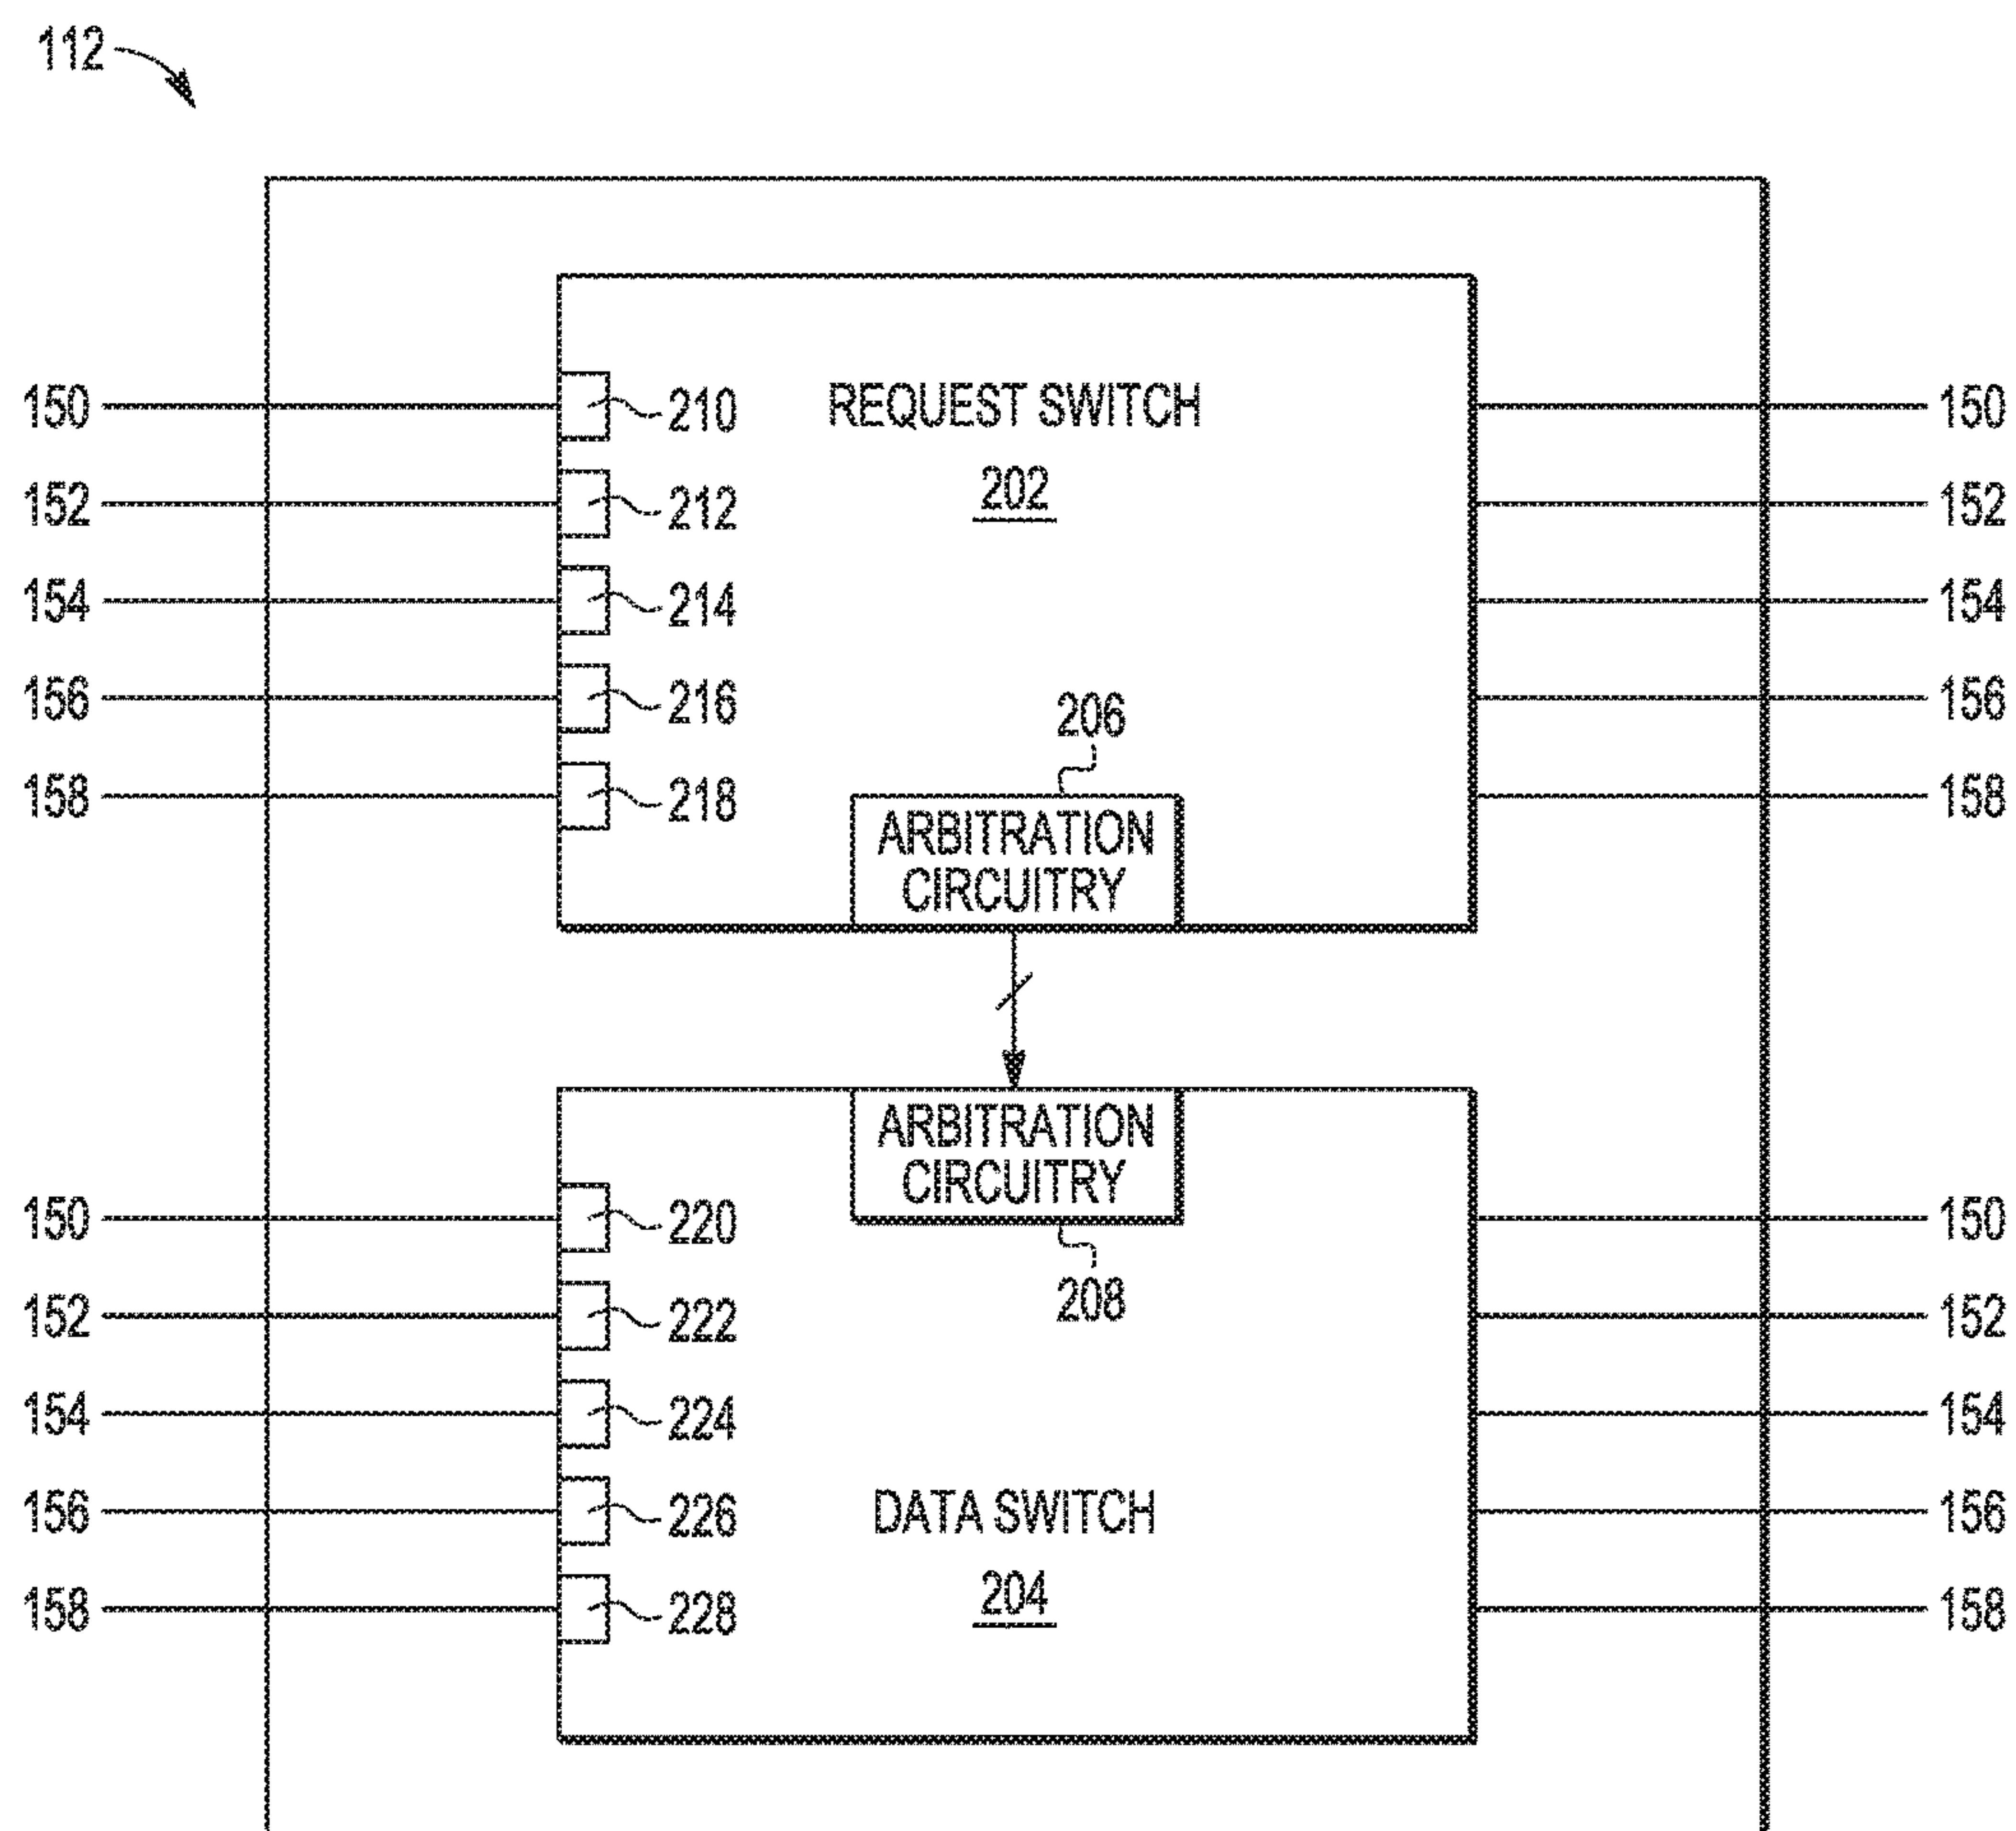 112
150 210 REQUEST SWITCH 150
152 212 202 152
154 214 154
156 216 206 156
158 218 158
ARBITRATION
CIRCUITRY
ARBITRATION
CIRCUITRY
150 220 150
152 222 208 152
154 224 154
156 226 DATA SWITCH 156
158 228 204 158